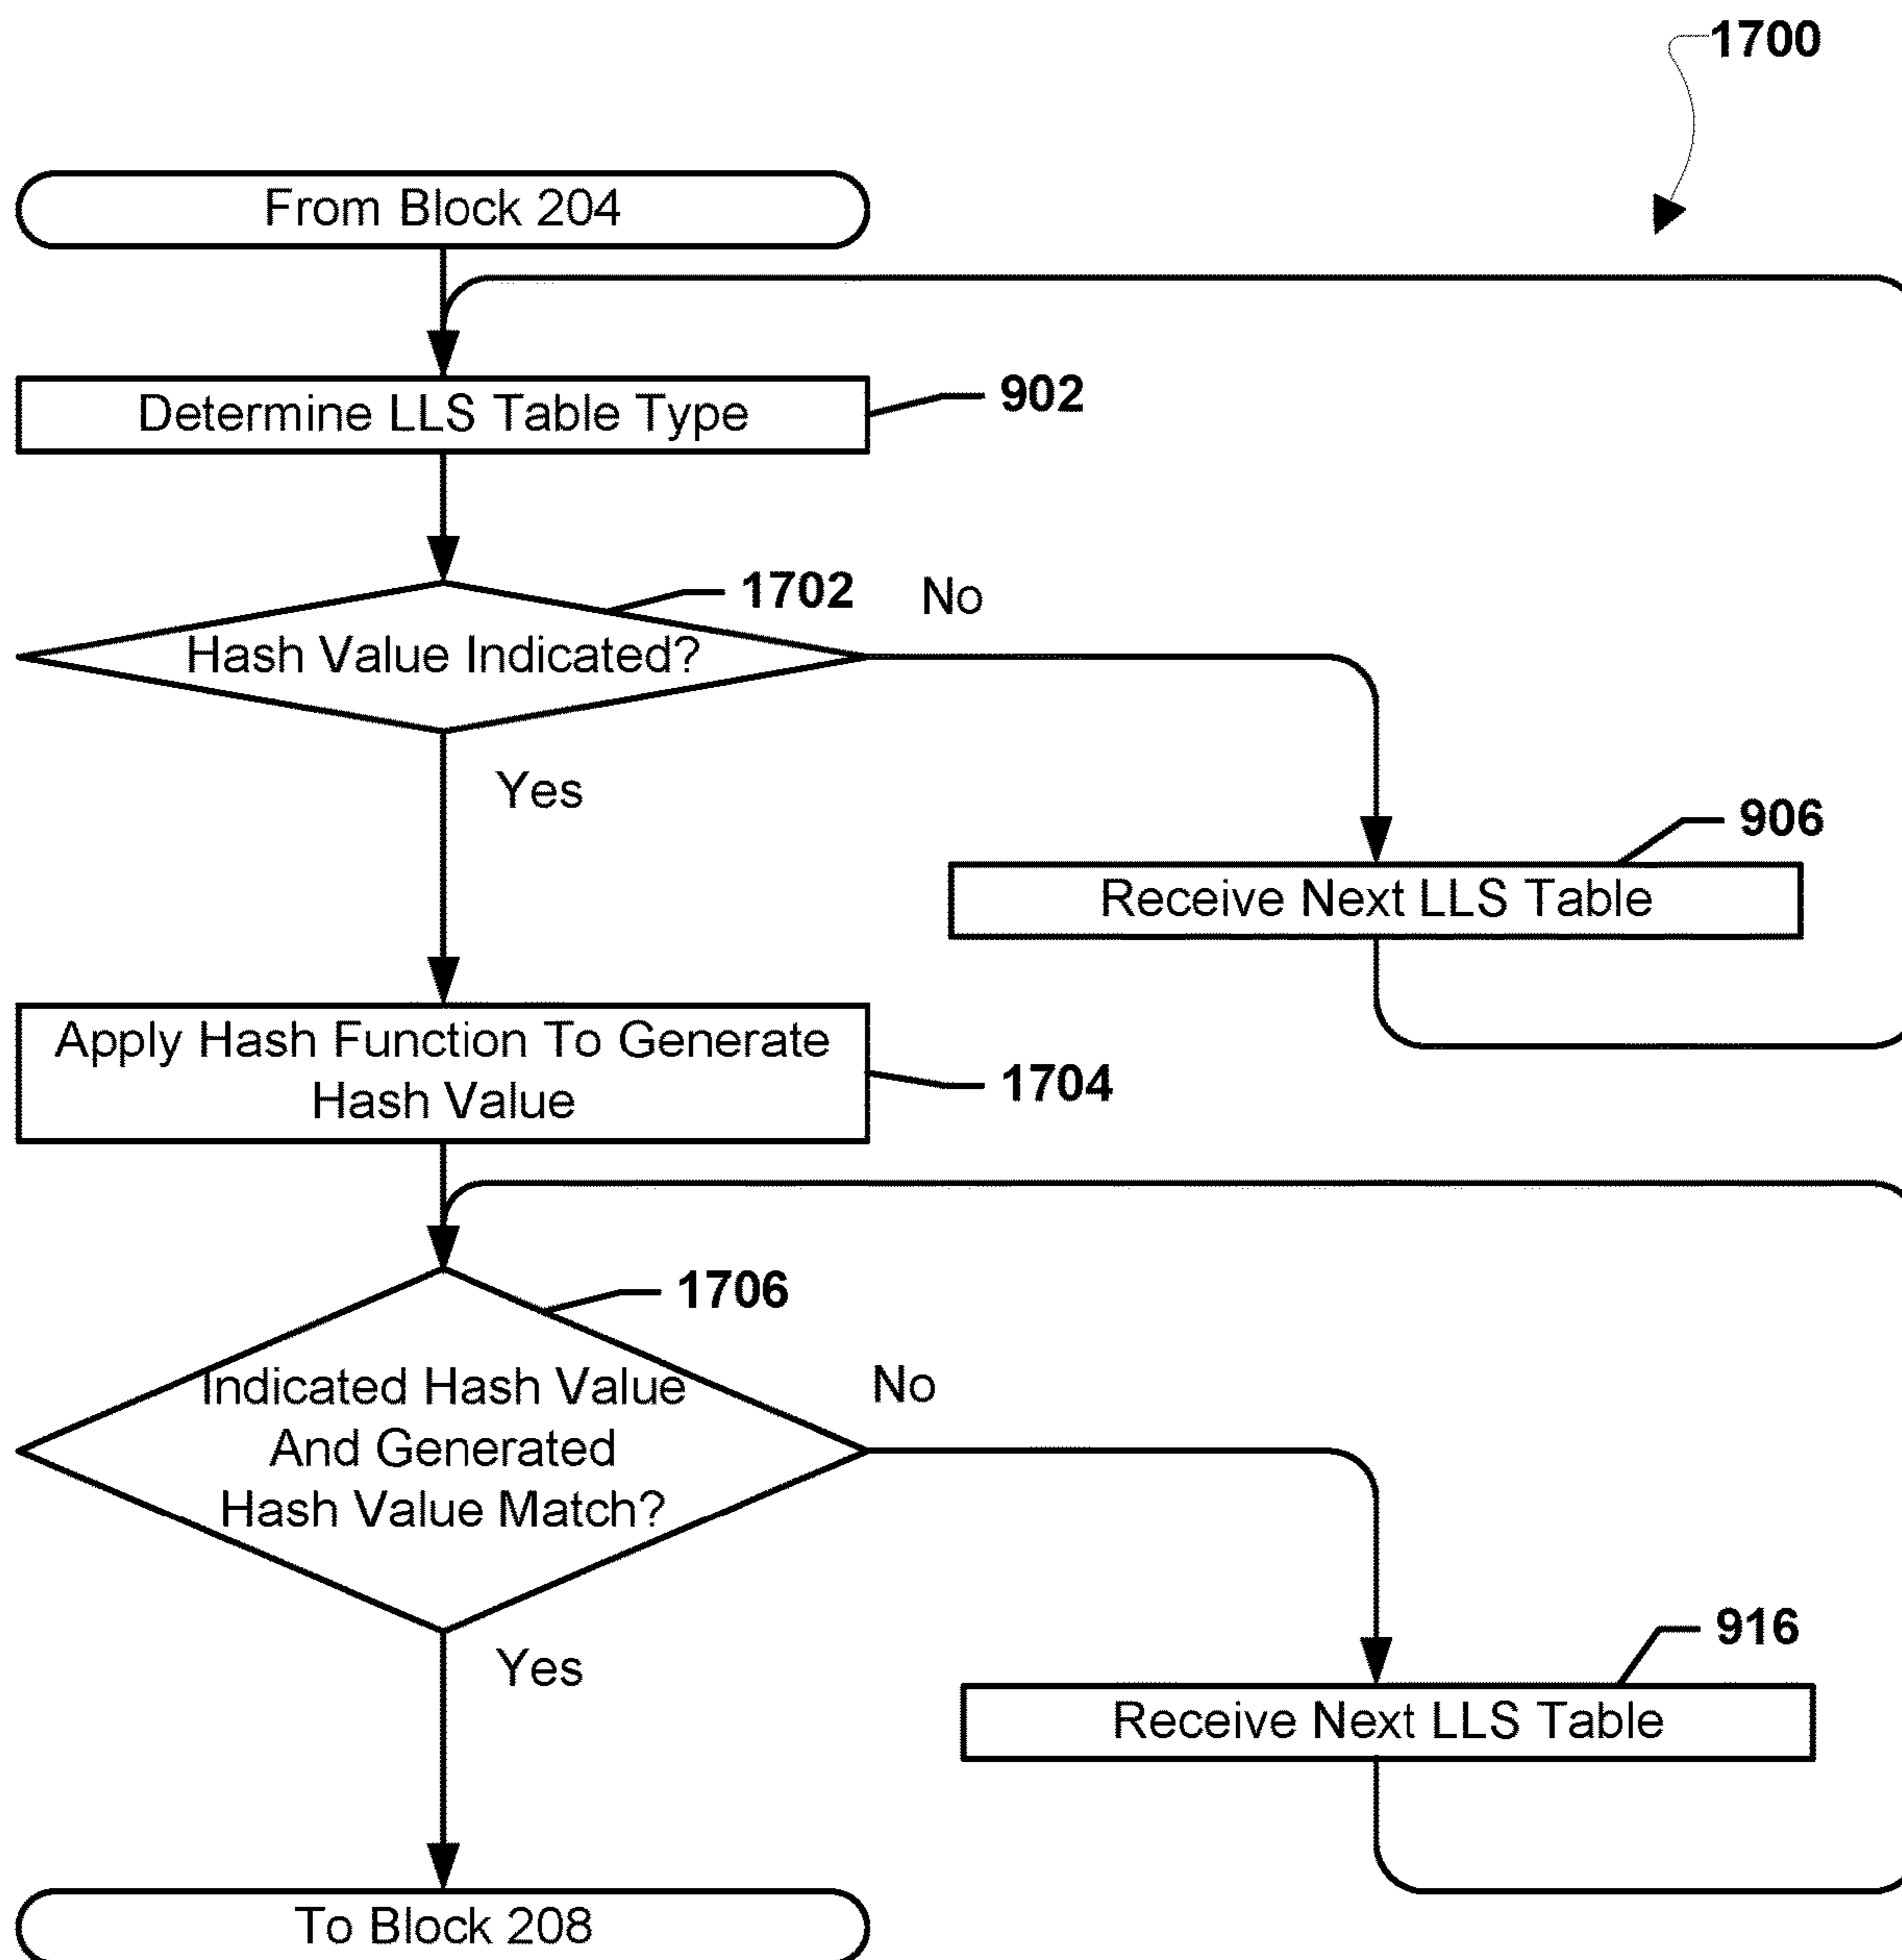 1700
From Block 204
Determine LLS Table Type
902
1702
No
Hash Value Indicated?
Yes
906
Receive Next LLS Table
Apply Hash Function To Generate
Hash Value
1704
1706
Indicated Hash Value
And Generated
Hash Value Match?
No
Yes
916
Receive Next LLS Table
To Block 208